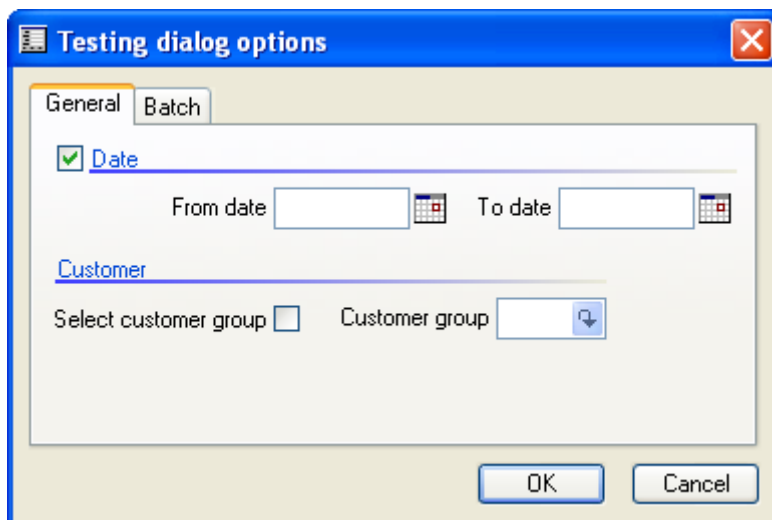 Testing dialog options
General Batch
Date
From date To date
Customer
Select customer group Customer group
OK Cancel